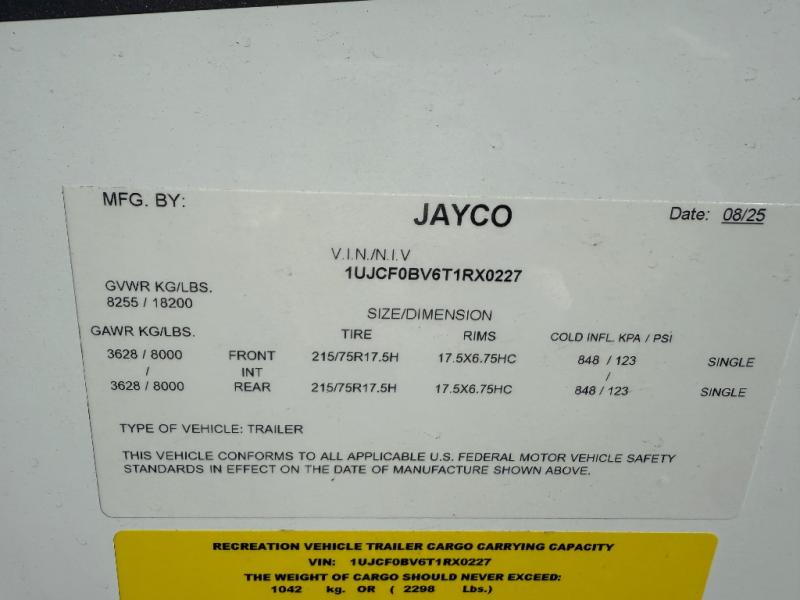 MFG. BY: JAYCO Date: 08/25
V.I.N./N.I.V
1UJCF0BV6T1RX0227
GVWR KG/LBS.
8255 / 18200
SIZE/DIMENSION
GAWR KG/LBS. TIRE RIMS COLD INFL. KPA / PSI
3628 / 8000 FRONT 215/75R17.5H 17.5X6.75HC 848 / 123 SINGLE
/ INT /
3628 / 8000 REAR 215/75R17.5H 17.5X6.75HC 848 / 123 SINGLE
TYPE OF VEHICLE: TRAILER
THIS VEHICLE CONFORMS TO ALL APPLICABLE U.S. FEDERAL MOTOR VEHICLE SAFETY
STANDARDS IN EFFECT ON THE DATE OF MANUFACTURE SHOWN ABOVE.
RECREATION VEHICLE TRAILER CARGO CARRYING CAPACITY
VIN: 1UJCF0BV6T1RX0227
THE WEIGHT OF CARGO SHOULD NEVER EXCEED:
1042 kg. OR ( 2298 Lbs.)